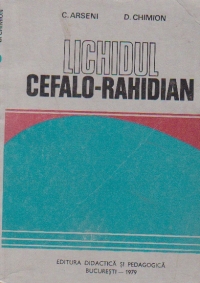 C. ARSENI D. CHIMION
LICHIDUL
CEFALO-RAHIDIAN
EDITURA DIDACTICĂ ȘI PEDAGOGICĂ
BUCUREȘTI — 1979